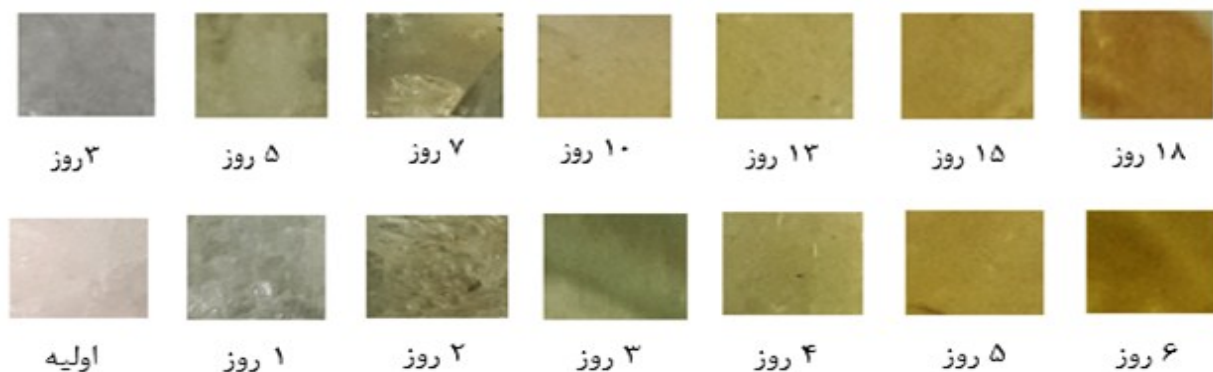 ۳روز ۵ روز ۷ روز ۱۰ روز ۱۳ روز ۱۵ روز ۱۸ روز
اولیه ۱ روز ۲ روز ۳ روز ۴ روز ۵ روز ۶ روز